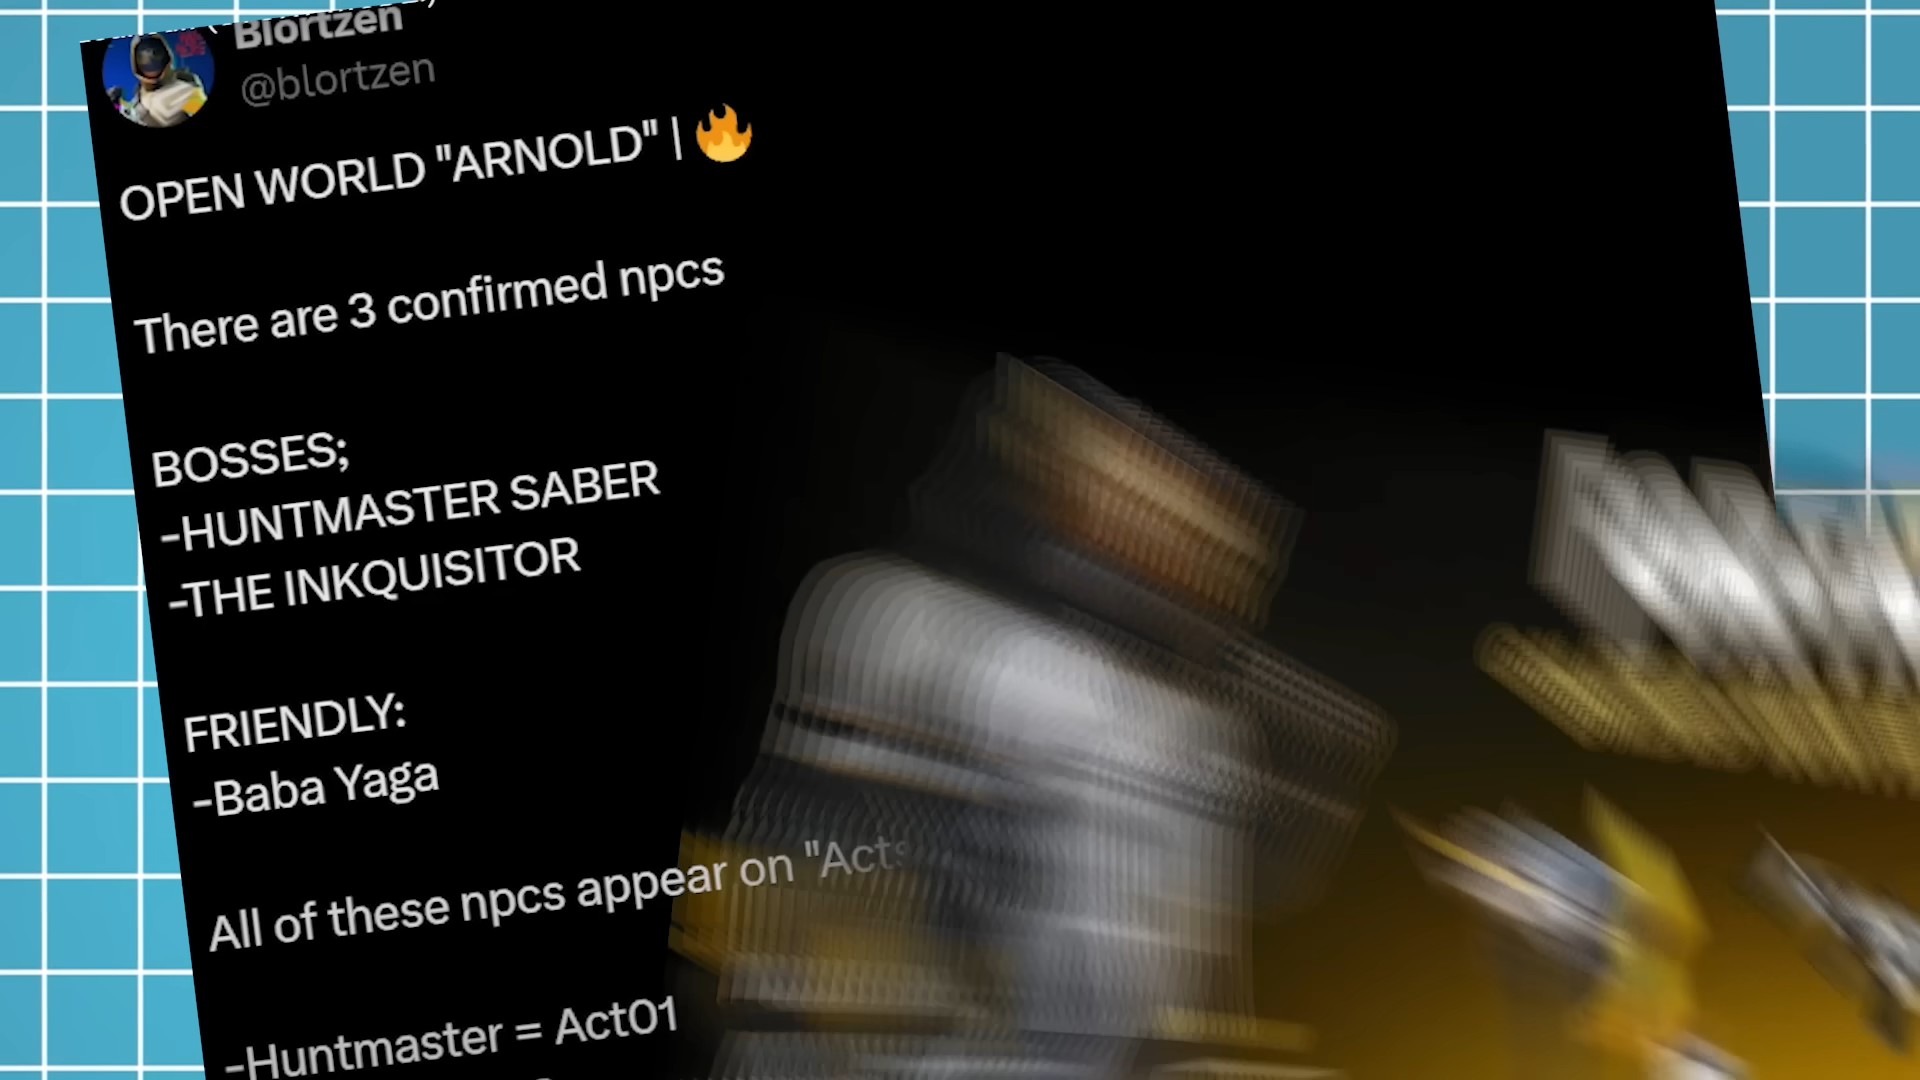 Blortzen
@blortzen
OPEN WORLD "ARNOLD" | 🔥
There are 3 confirmed npcs
BOSSES;
-HUNTMASTER SABER
-THE INKQUISITOR
FRIENDLY:
-Baba Yaga
All of these npcs appear on "Acts
-Huntmaster = Act01